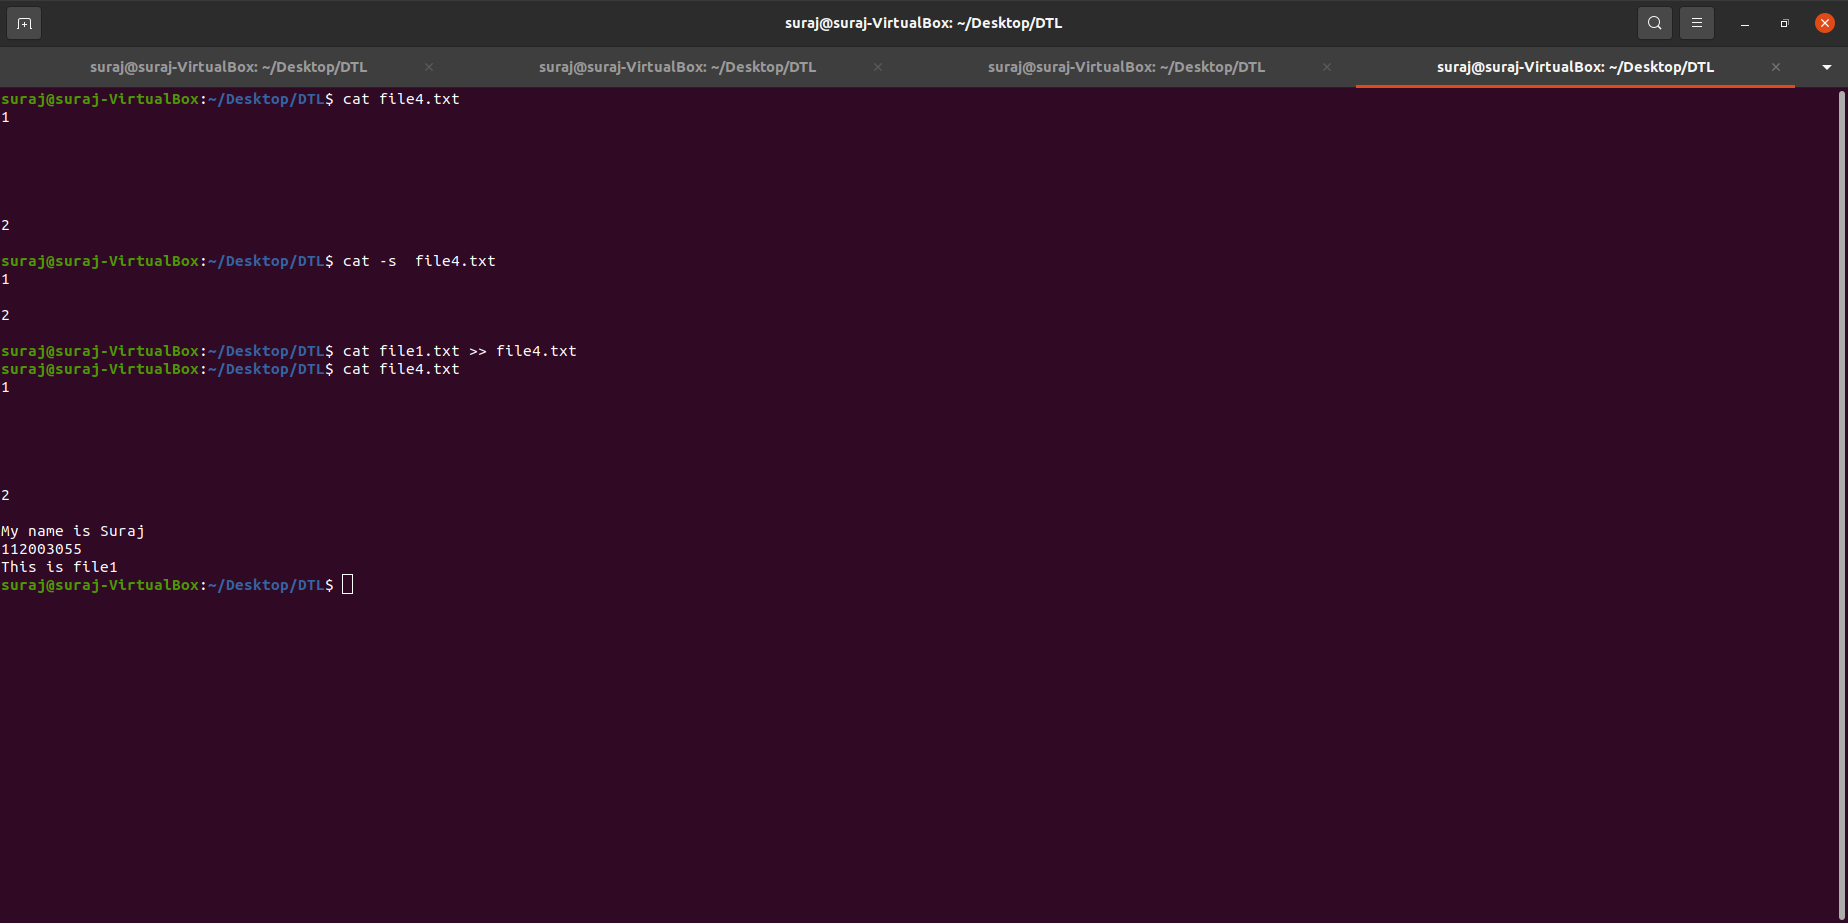 suraj@suraj-VirtualBox: ~/Desktop/DTL
suraj@suraj-VirtualBox: ~/Desktop/DTL suraj@suraj-VirtualBox: ~/Desktop/DTL suraj@suraj-VirtualBox: ~/Desktop/DTL suraj@suraj-VirtualBox: ~/Desktop/DTL
suraj@suraj-VirtualBox:~/Desktop/DTL$ cat file4.txt
1
2
suraj@suraj-VirtualBox:~/Desktop/DTL$ cat -s  file4.txt
1
2
suraj@suraj-VirtualBox:~/Desktop/DTL$ cat file1.txt >> file4.txt
suraj@suraj-VirtualBox:~/Desktop/DTL$ cat file4.txt
1
2
My name is Suraj
112003055
This is file1
suraj@suraj-VirtualBox:~/Desktop/DTL$